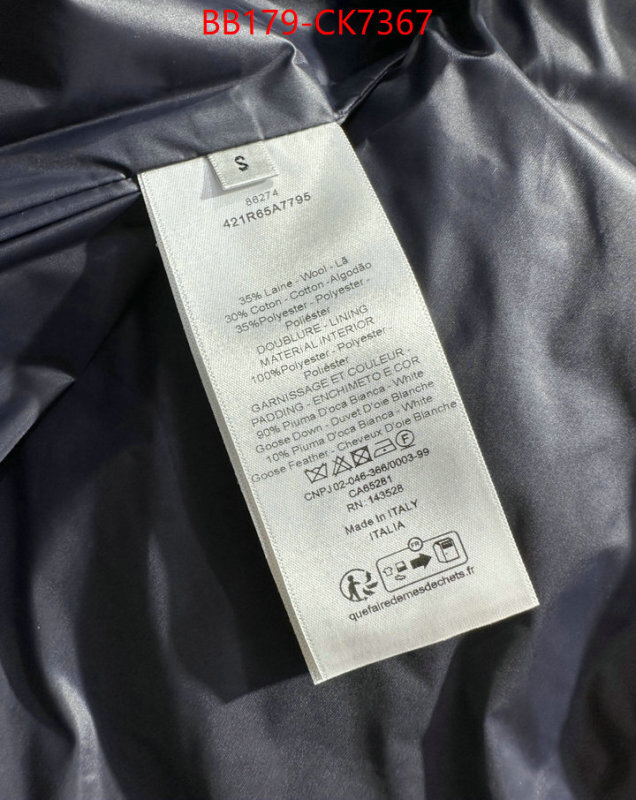 BB179-CK7367
S
86274
421R65A7795
35% Laine - Wool - Lã
30% Coton - Cotton -Algodão
35%Polyester - Polyester -
Poliéster
DOUBLURE - LINING
MATERIAL INTERIOR
100%Polyester - Polyester
Poliéster
GARNISSAGE ET COULEUR -
PADDING - ENCHIMETO E COR
90% Piuma D'oca Bianca - White
Goose Down - Duvet D'oie Blanche
10% Piuma D'oca Bianca - White
Goose Feather - Cheveux D'oie Blanche
F
CNPJ 02-046-366/0003-99
CA65281
RN. 143528
Made In ITALY
ITALIA
FR
quefairedemesdechets.fr